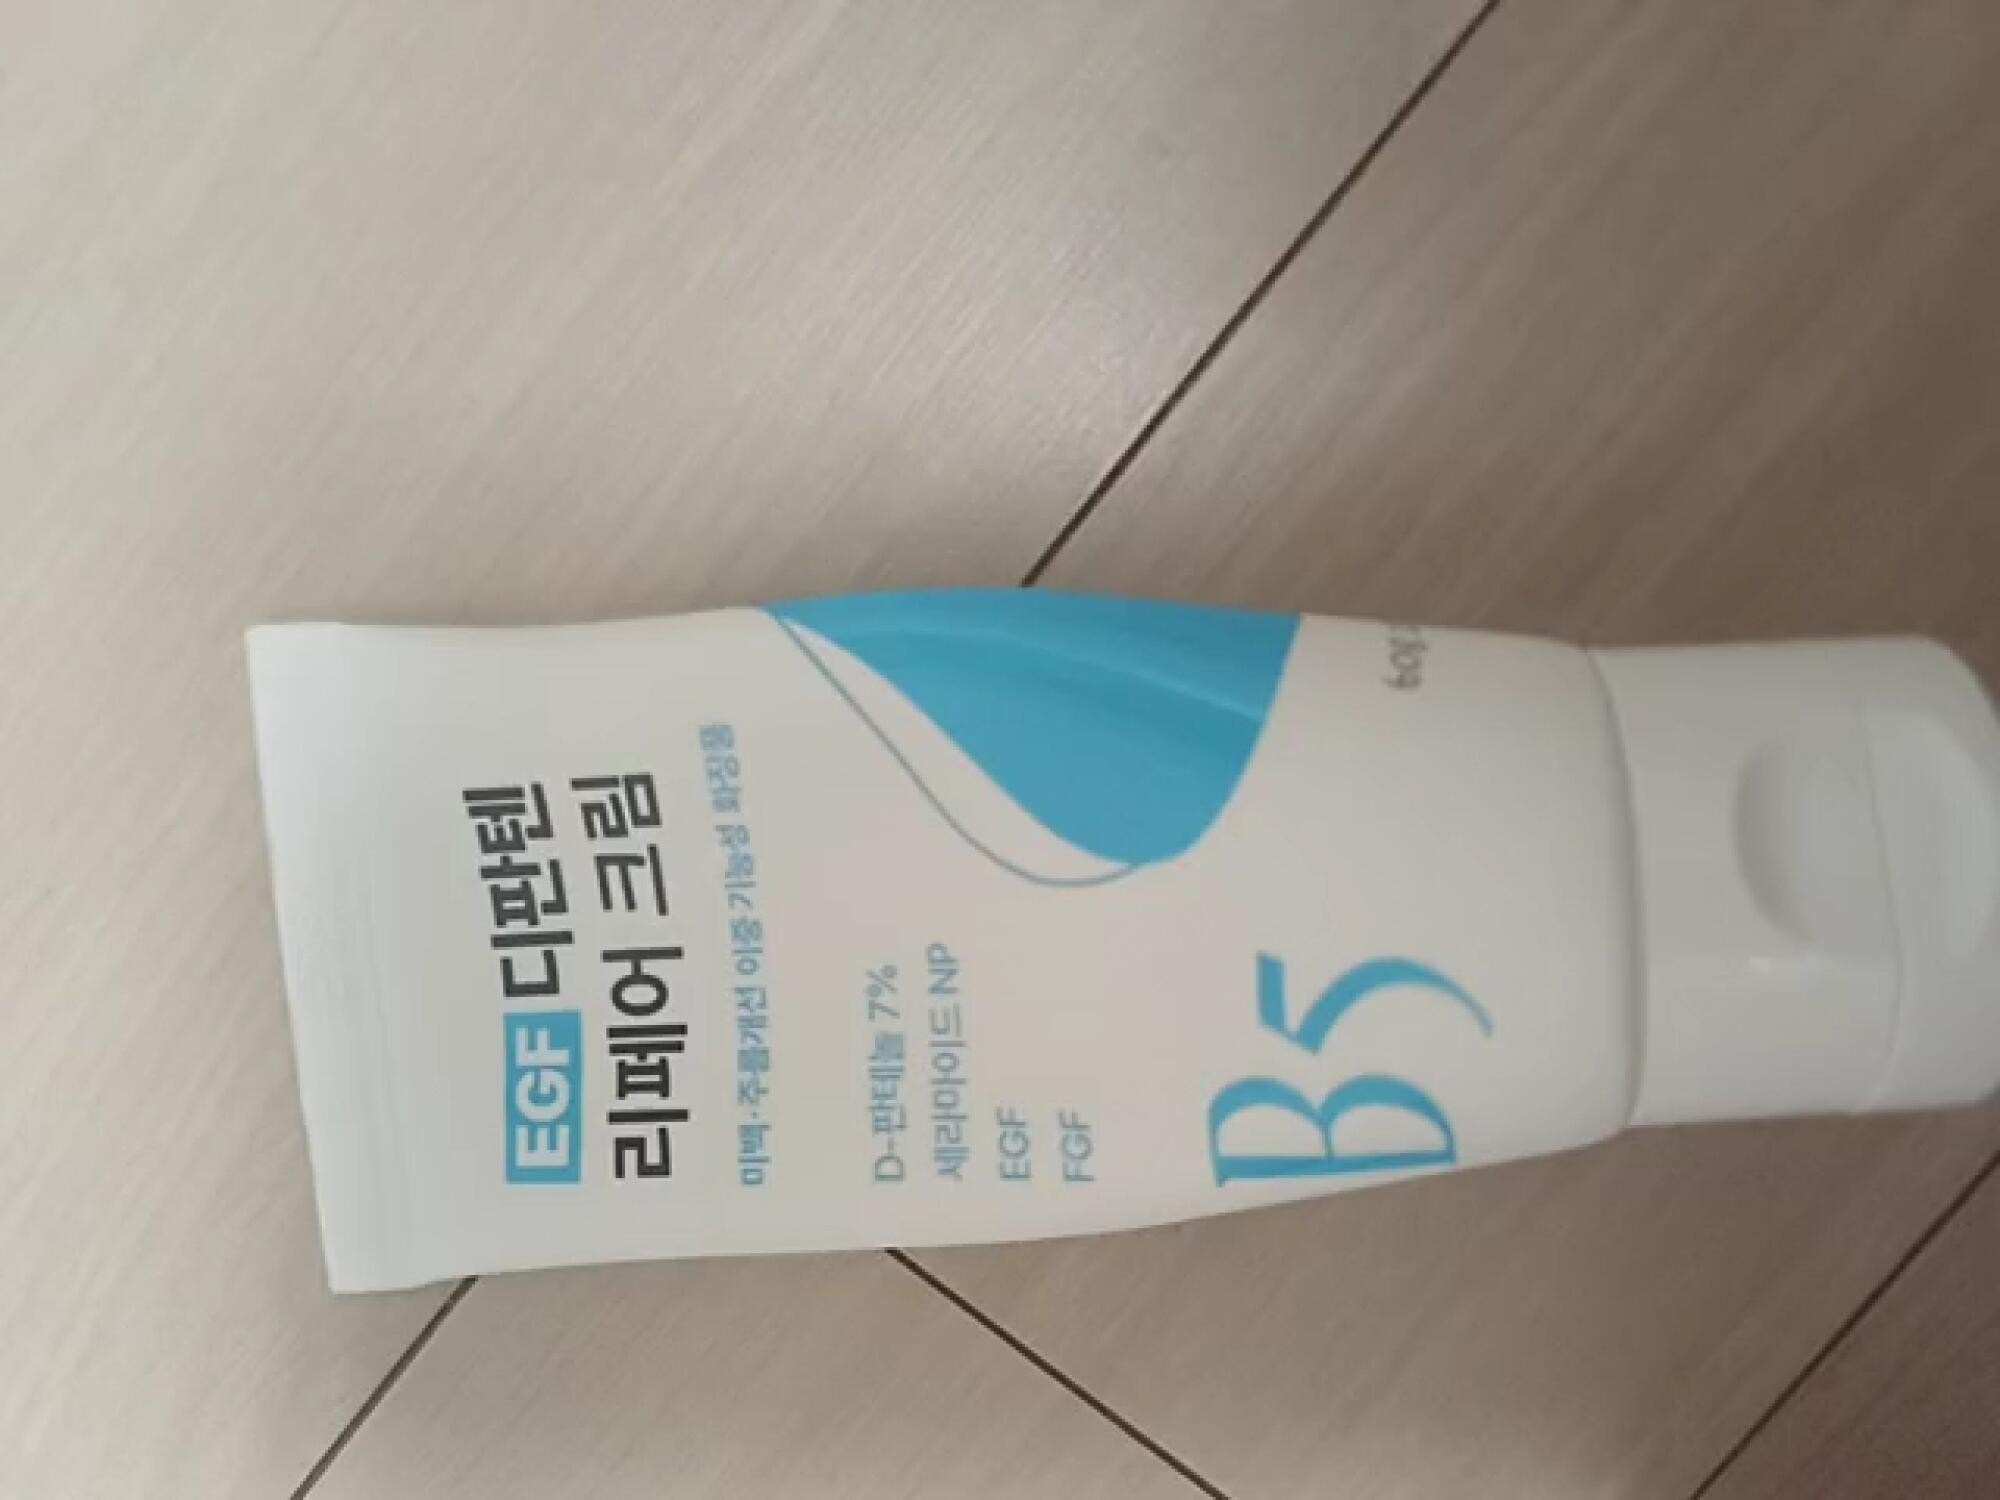 EGF 디판텐
리페어 크림
미백·주름개선 이중 기능성 화장품
D-판테놀 7%
세라마이드 NP
EGF
FGF
B5